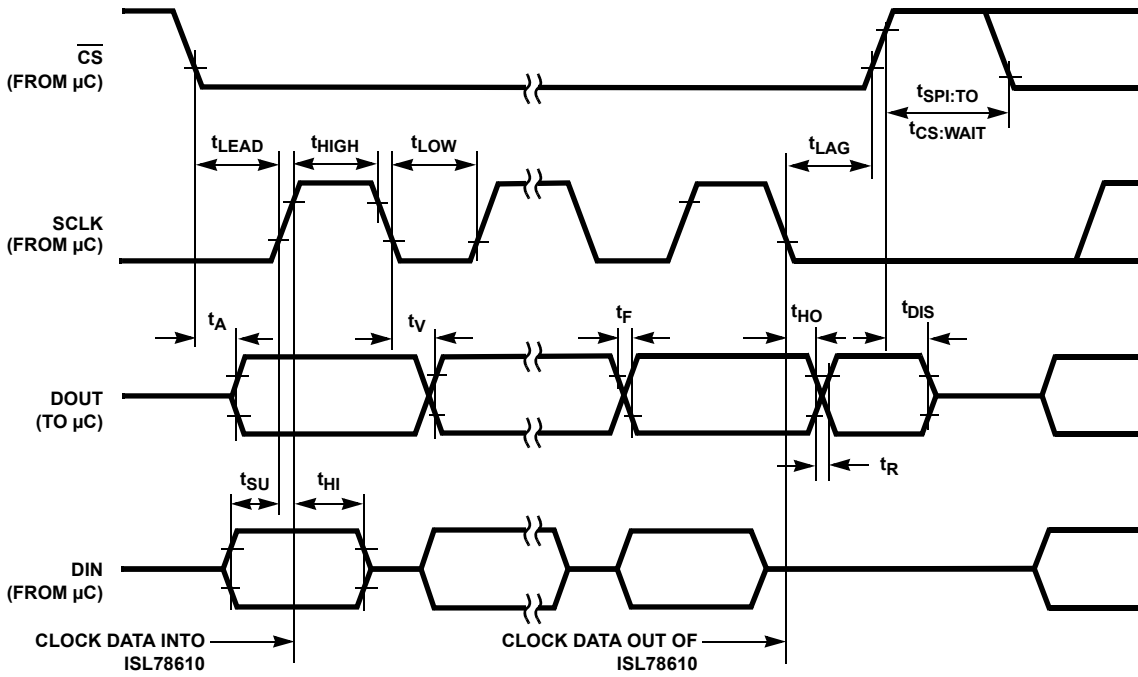 CS
(FROM µC)
tSPI:TO
tCS:WAIT
tLEAD
tHIGH
tLOW
tLAG
SCLK
(FROM µC)
tA
tV
tF
tHO
tDIS
DOUT
(TO µC)
tR
tSU
tHI
DIN
(FROM µC)
CLOCK DATA INTO
ISL78610
CLOCK DATA OUT OF
ISL78610